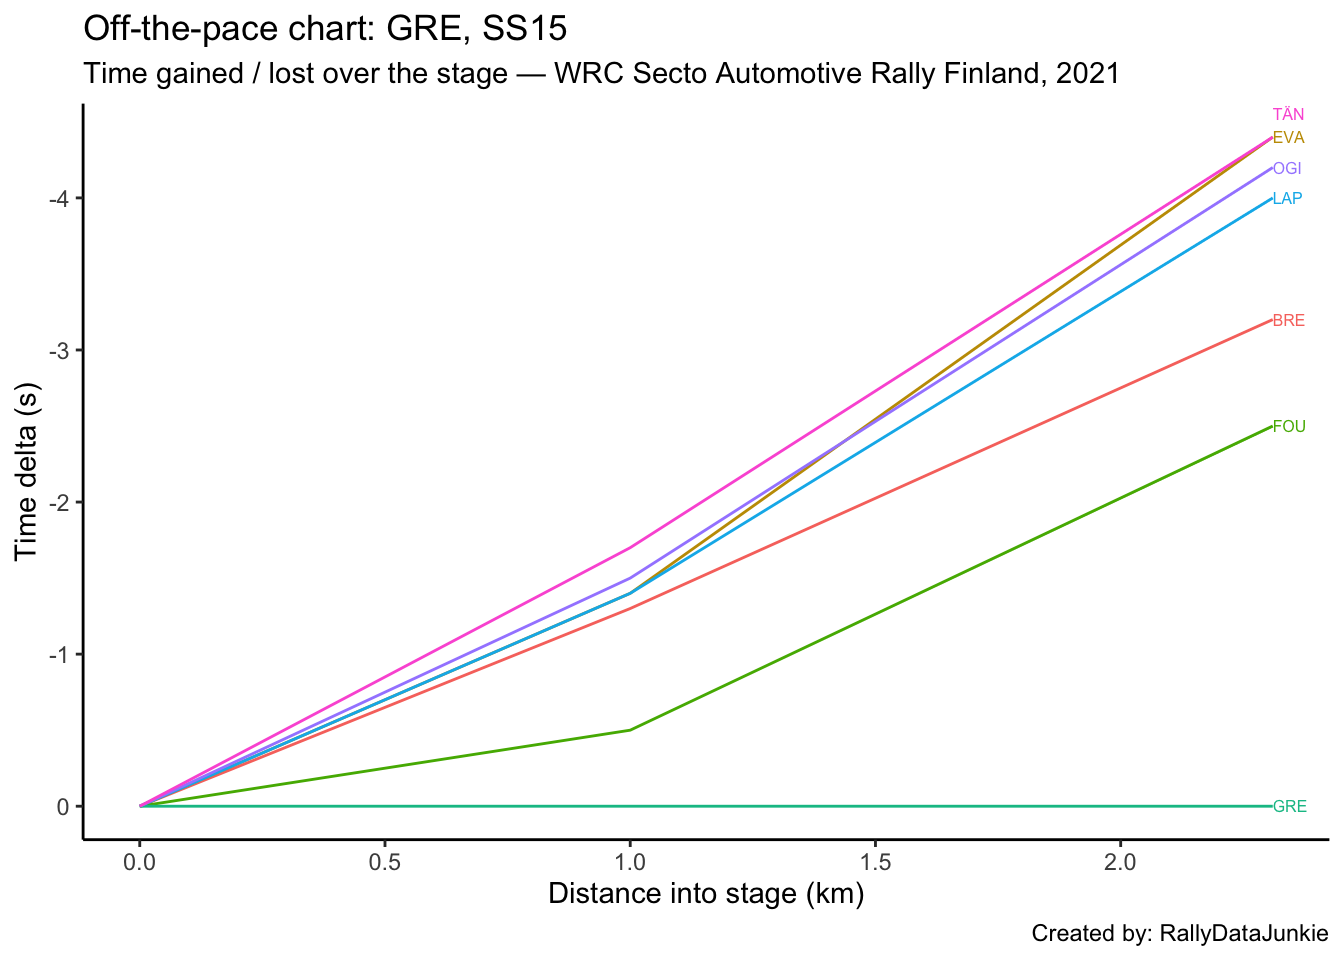 Off-the-pace chart: GRE, SS15
Time gained / lost over the stage — WRC Secto Automotive Rally Finland, 2021
TÄN
EVA
OGI
-4
LAP
-3
BRE
FOU
-2
-1
0
GRE
Time delta (s)
0.0 0.5 1.0 1.5 2.0
Distance into stage (km)
Created by: RallyDataJunkie